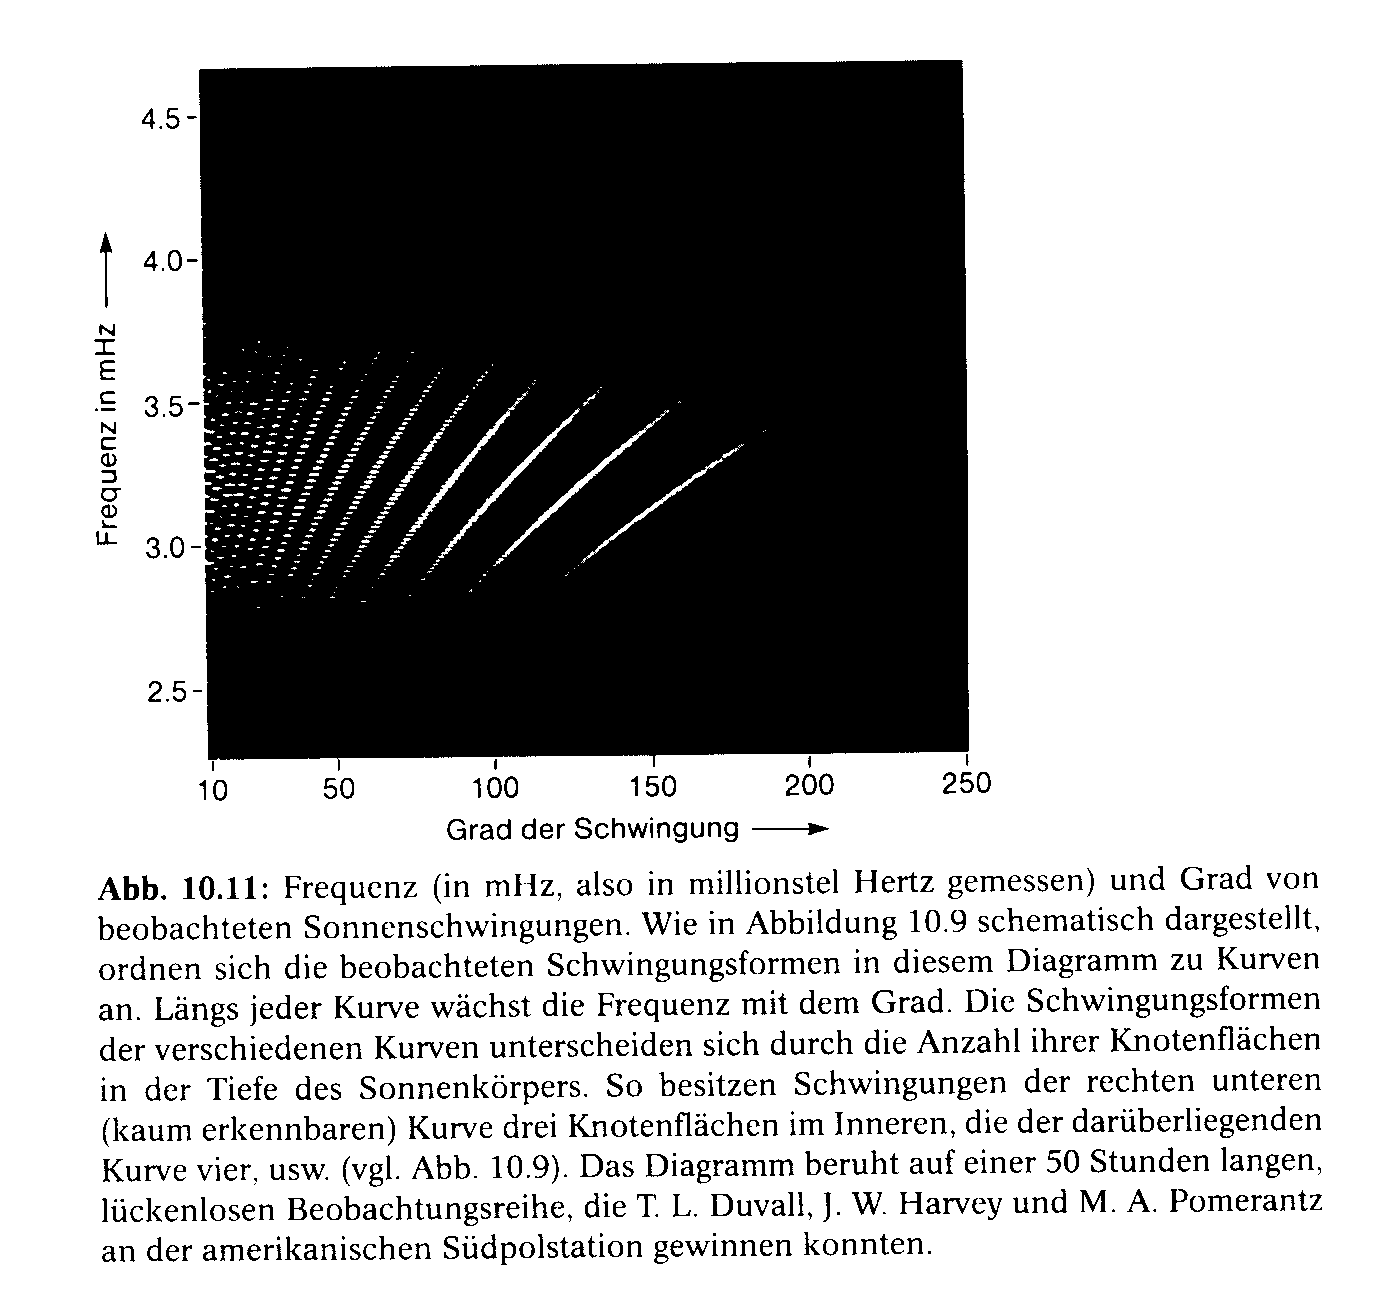 4.5
4.0
3.5
3.0
2.5
Frequenz in mHz
10 50 100 150 200 250
Grad der Schwingung
Abb. 10.11: Frequenz (in mHz, also in millionstel Hertz gemessen) und Grad von
beobachteten Sonnenschwingungen. Wie in Abbildung 10.9 schematisch dargestellt,
ordnen sich die beobachteten Schwingungsformen in diesem Diagramm zu Kurven
an. Längs jeder Kurve wächst die Frequenz mit dem Grad. Die Schwingungsformen
der verschiedenen Kurven unterscheiden sich durch die Anzahl ihrer Knotenflächen
in der Tiefe des Sonnenkörpers. So besitzen Schwingungen der rechten unteren
(kaum erkennbaren) Kurve drei Knotenflächen im Inneren, die der darüberliegenden
Kurve vier, usw. (vgl. Abb. 10.9). Das Diagramm beruht auf einer 50 Stunden langen,
lückenlosen Beobachtungsreihe, die T. L. Duvall, J. W. Harvey und M. A. Pomerantz
an der amerikanischen Südpolstation gewinnen konnten.